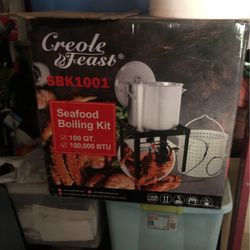 Creole
Feast®
SBK1001
Seafood
Boiling Kit
100 QT.
100,000 BTU